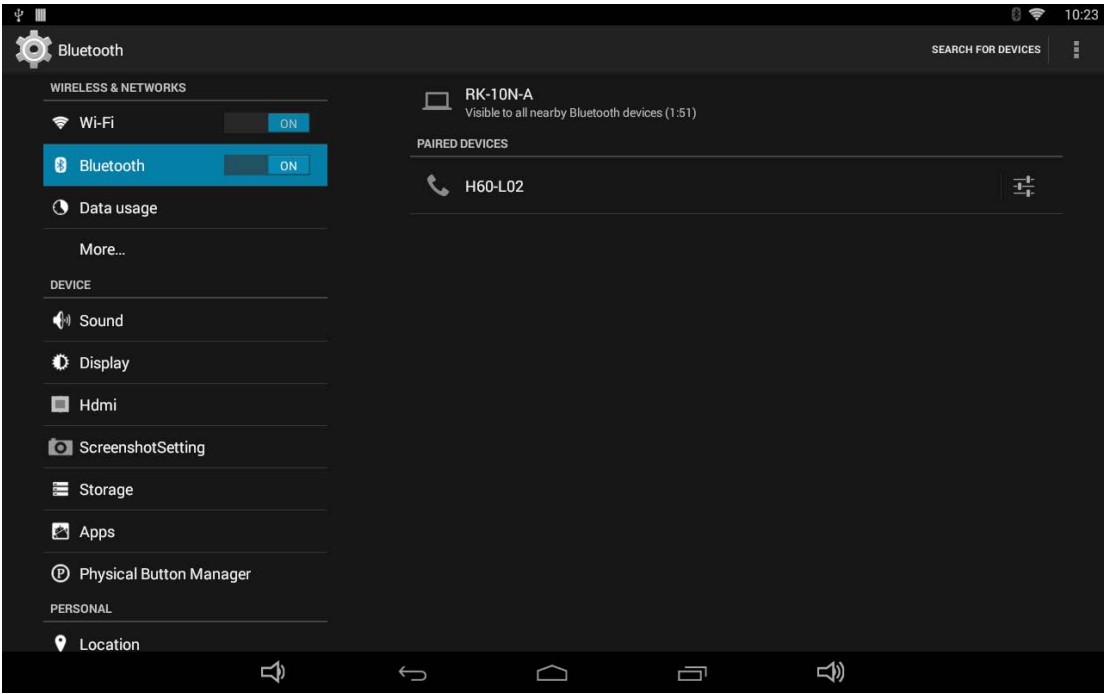 10:23
Bluetooth
SEARCH FOR DEVICES
WIRELESS & NETWORKS
Wi-Fi ON
Bluetooth ON
Data usage
More...
DEVICE
Sound
Display
Hdmi
ScreenshotSetting
Storage
Apps
Physical Button Manager
PERSONAL
Location
RK-10N-A
Visible to all nearby Bluetooth devices (1:51)
PAIRED DEVICES
H60-L02